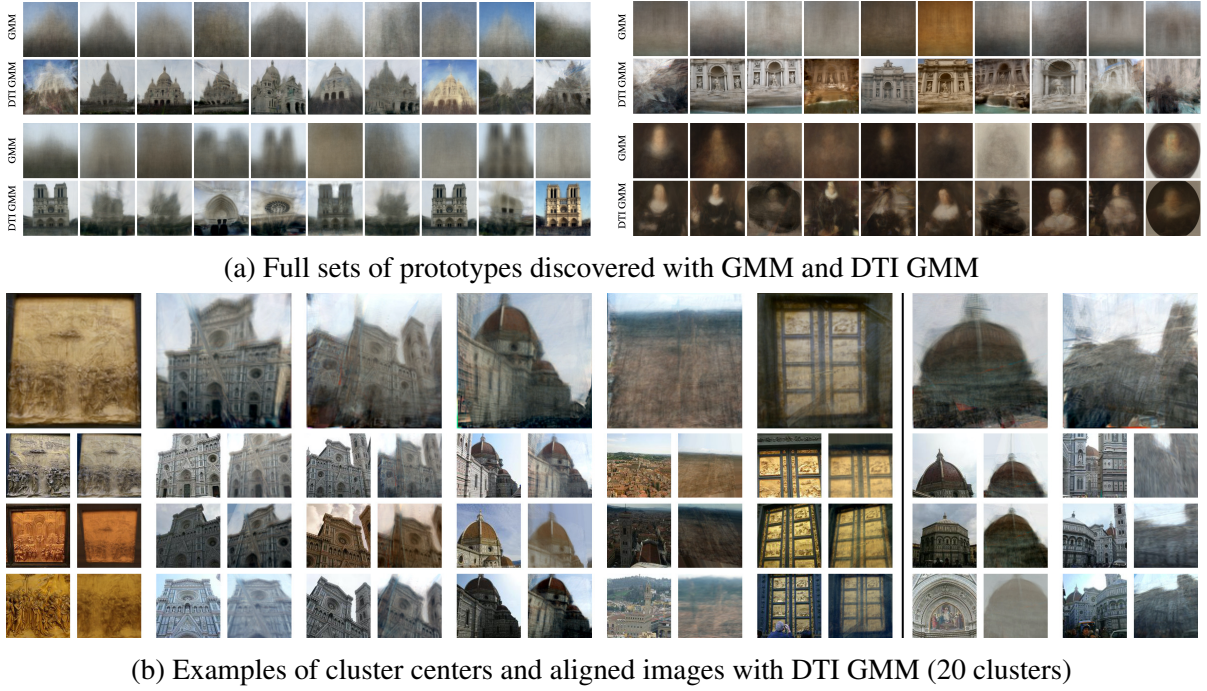 GMM
DTI GMM
GMM
DTI GMM
GMM
DTI GMM
GMM
DTI GMM
(a) Full sets of prototypes discovered with GMM and DTI GMM
(b) Examples of cluster centers and aligned images with DTI GMM (20 clusters)